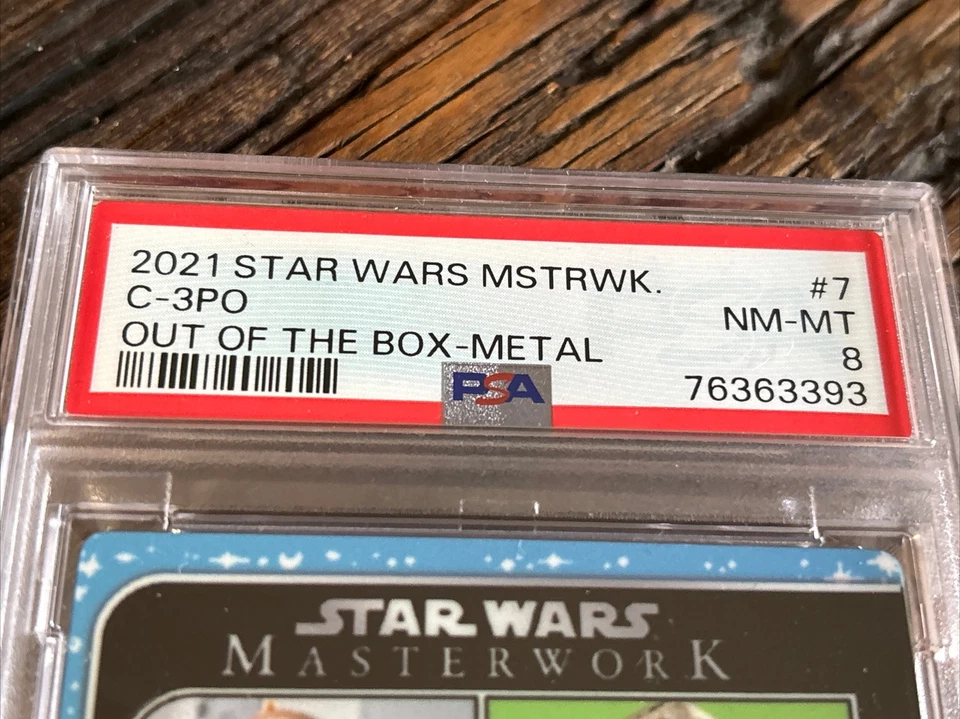 2021 STAR WARS MSTRWK. #7
C-3PO NM-MT
OUT OF THE BOX-METAL 8
PSA 76363393
STAR WARS
MASTERWORK